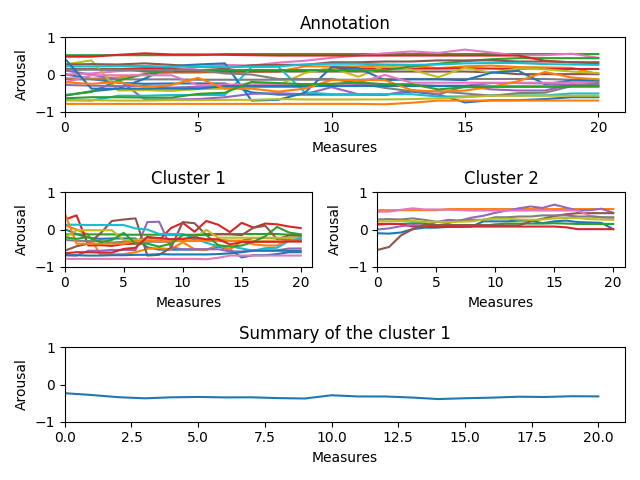 Annotation
Arousal
1
0
-1
0 5 10 15 20
Measures
Cluster 1
Arousal
1
0
-1
0 5 10 15 20
Measures
Cluster 2
Arousal
1
0
-1
0 5 10 15 20
Measures
Summary of the cluster 1
Arousal
1
0
-1
0.0 2.5 5.0 7.5 10.0 12.5 15.0 17.5 20.0
Measures